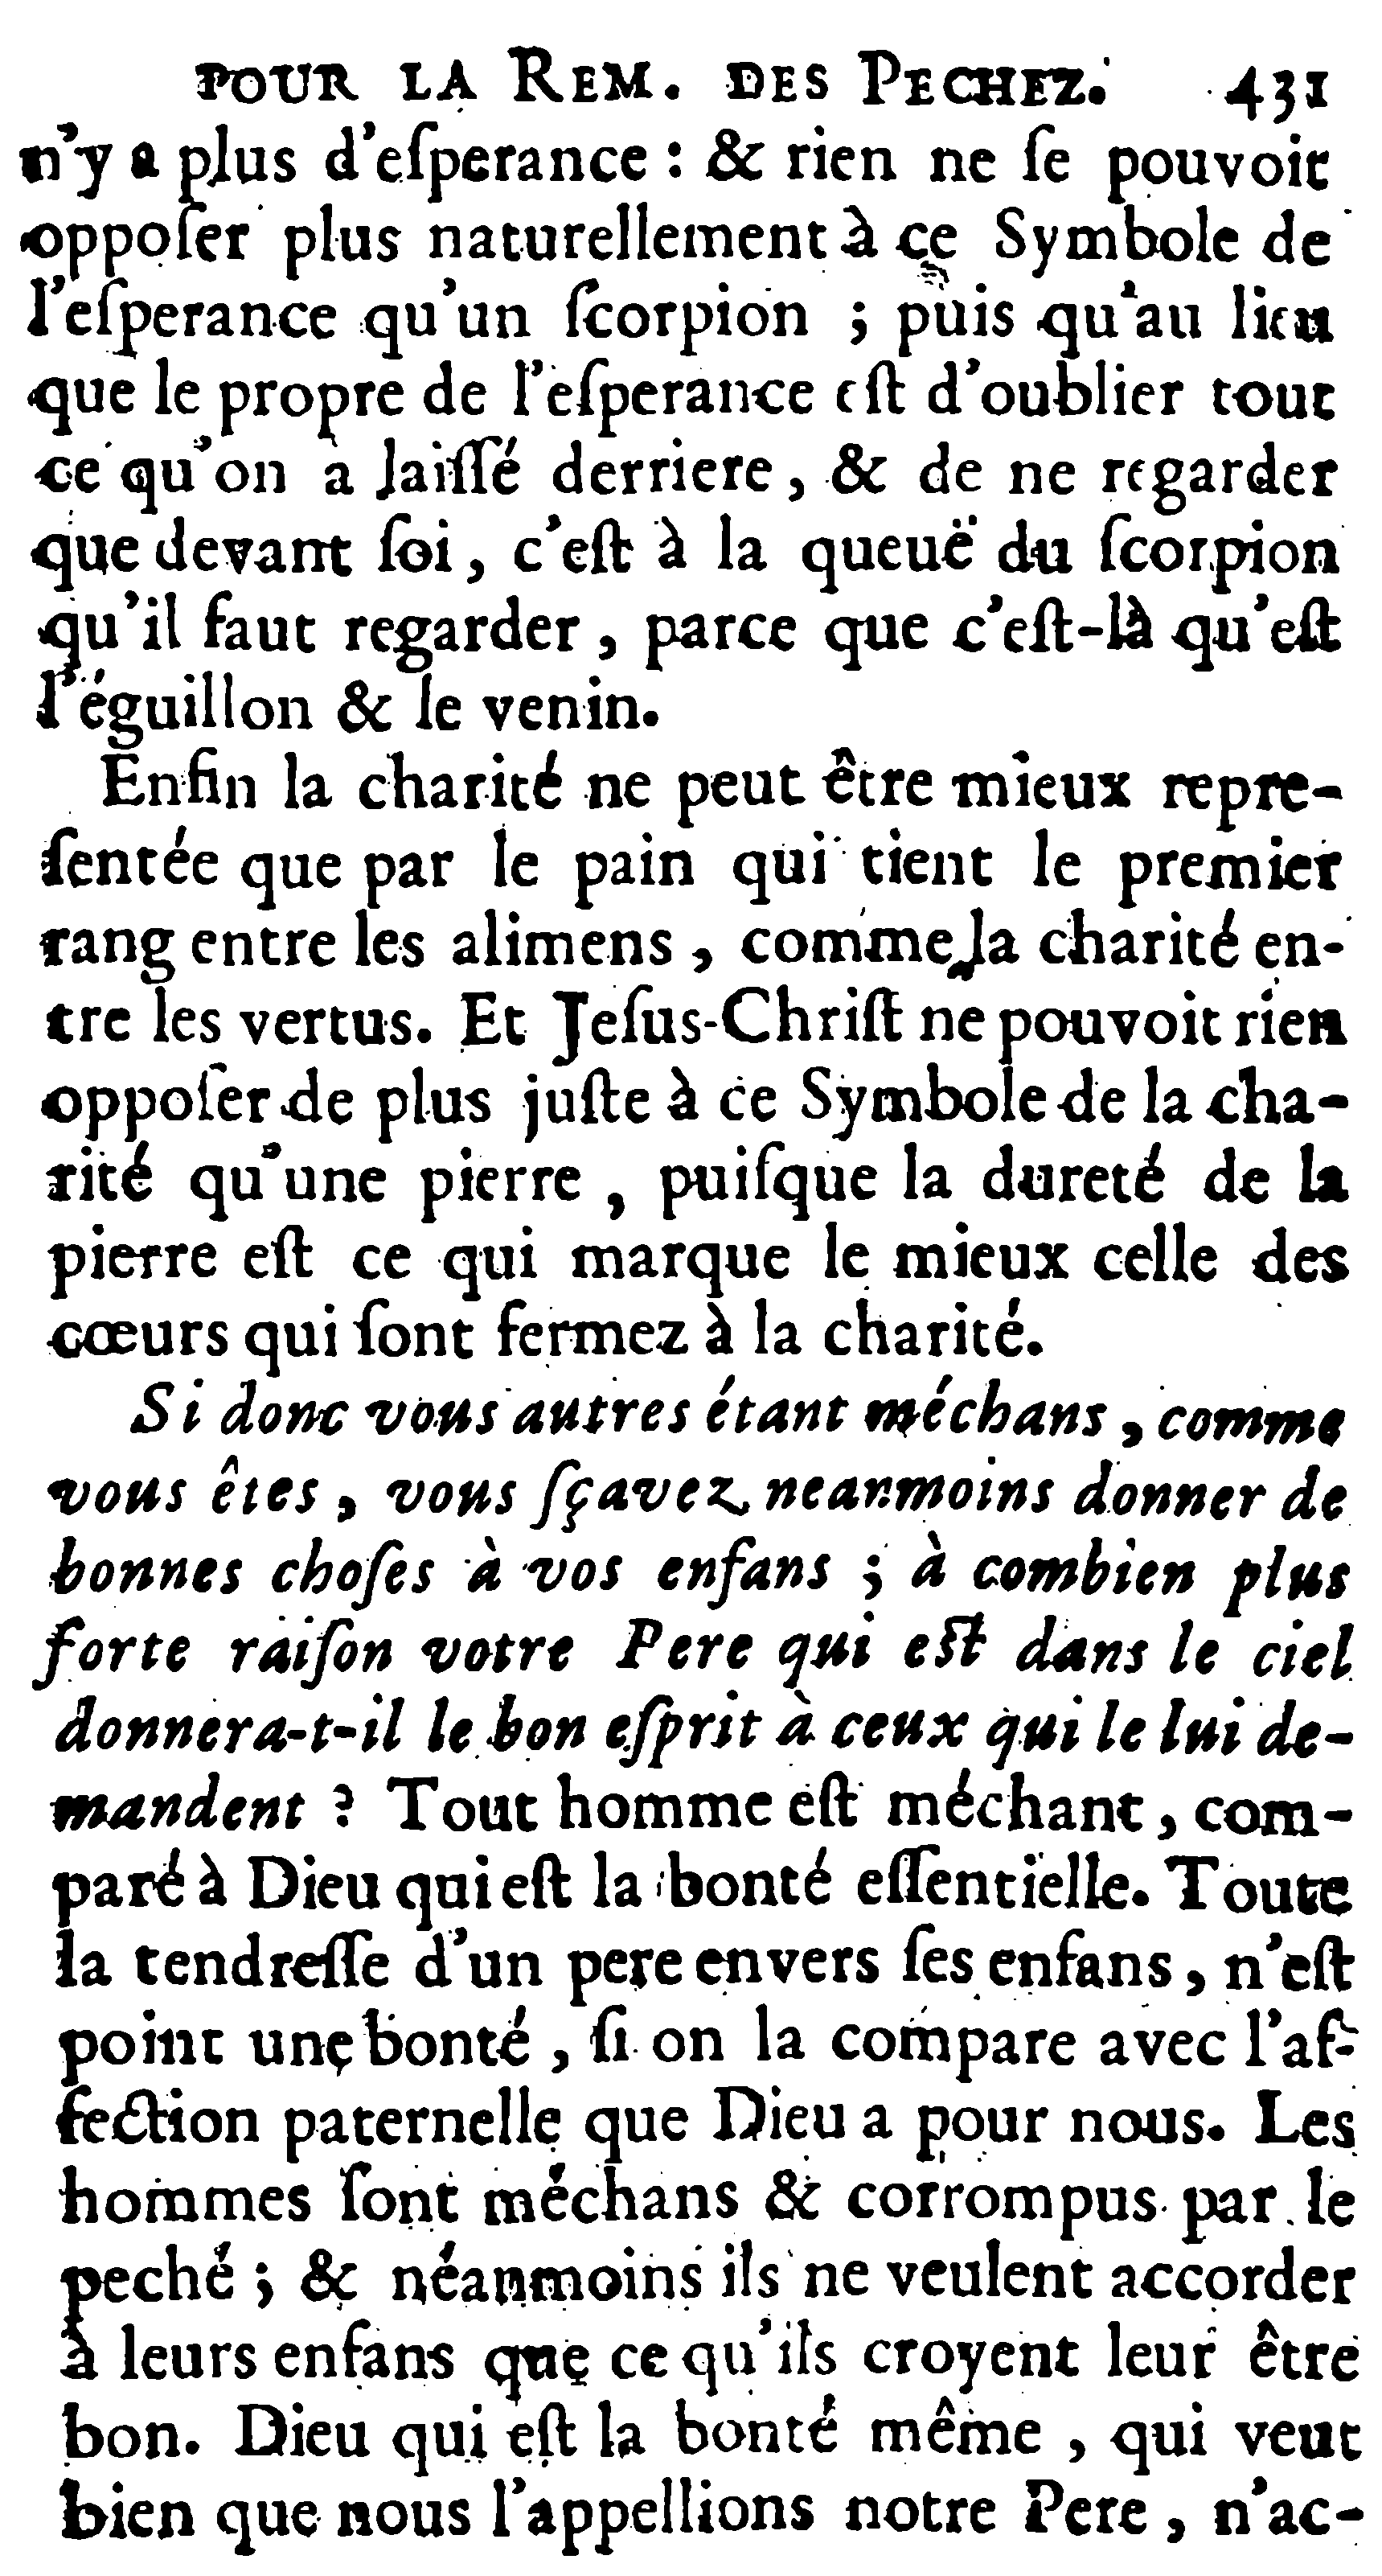 POUR LA REM. DES PECHEZ. 431
n'y a plus d'eſperance : & rien ne ſe pouvoit
oppoſer plus naturellement à ce Symbole de
l'eſperance qu'un ſcorpion ; puis qu'au lieu
que le propre de l'eſperance eſt d'oublier tout
ce qu'on a laiſſé derriere, & de ne regarder
que devant ſoi, c'eſt à la queuë du ſcorpion
qu'il faut regarder, parce que c'eſt-là qu'eſt
l'éguillon & le venin.
Enfin la charité ne peut être mieux repre-
ſentée que par le pain qui tient le premier
rang entre les alimens, comme la charité en-
tre les vertus. Et Jeſus-Chriſt ne pouvoit rien
oppoſer de plus juſte à ce Symbole de la cha-
rité qu'une pierre, puiſque la dureté de la
pierre eſt ce qui marque le mieux celle des
cœurs qui ſont fermez à la charité.
Si donc vous autres étant méchans, comme
vous êtes, vous ſçavez neanmoins donner de
bonnes choſes à vos enfans ; à combien plus
forte raiſon votre Pere qui eſt dans le ciel
donnera-t-il le bon eſprit à ceux qui le lui de-
mandent ? Tout homme eſt méchant, com-
paré à Dieu qui eſt la bonté eſſentielle. Toute
la tendreſſe d'un pere envers ſes enfans, n'eſt
point une bonté, ſi on la compare avec l'af-
fection paternelle que Dieu a pour nous. Les
hommes ſont méchans & corrompus par le
peché ; & néanmoins ils ne veulent accorder
à leurs enfans que ce qu'ils croyent leur être
bon. Dieu qui eſt la bonté même, qui veut
bien que nous l'appellions notre Pere, n'ac-